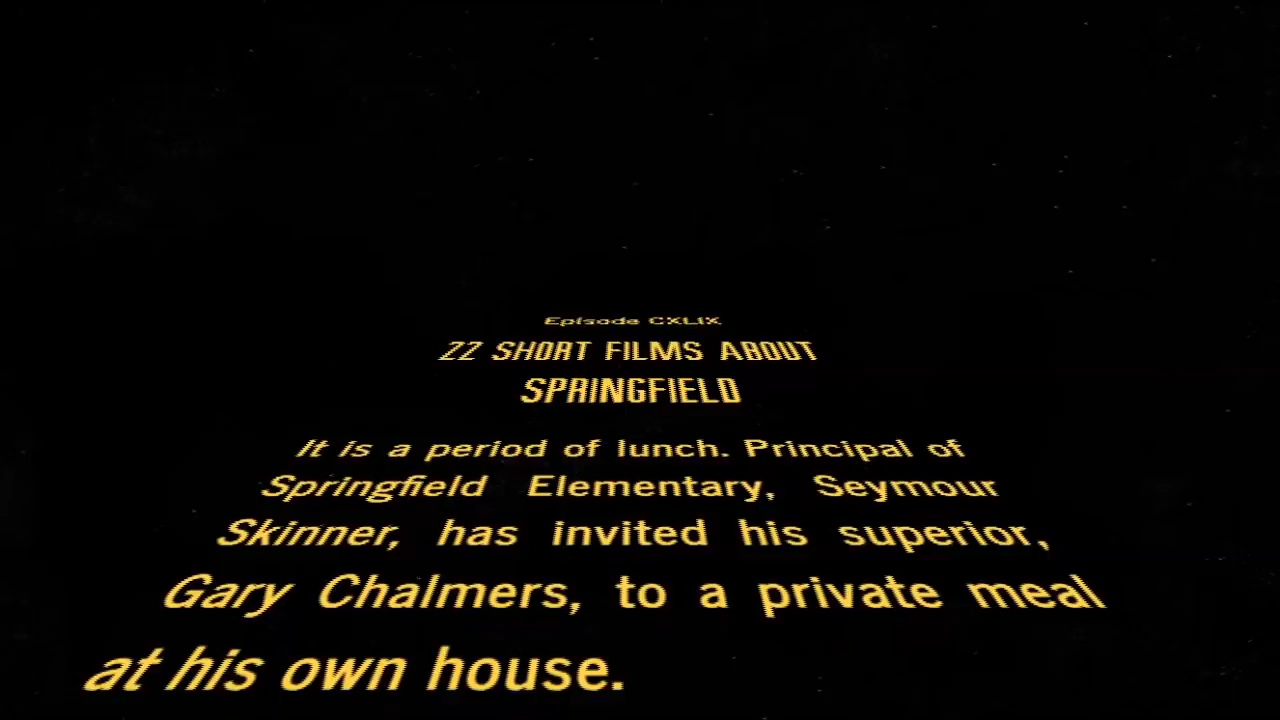 Episode CXLIX
22 SHORT FILMS ABOUT
SPRINGFIELD
It is a period of lunch. Principal of
Springfield Elementary, Seymour
Skinner, has invited his superior,
Gary Chalmers, to a private meal
at his own house.